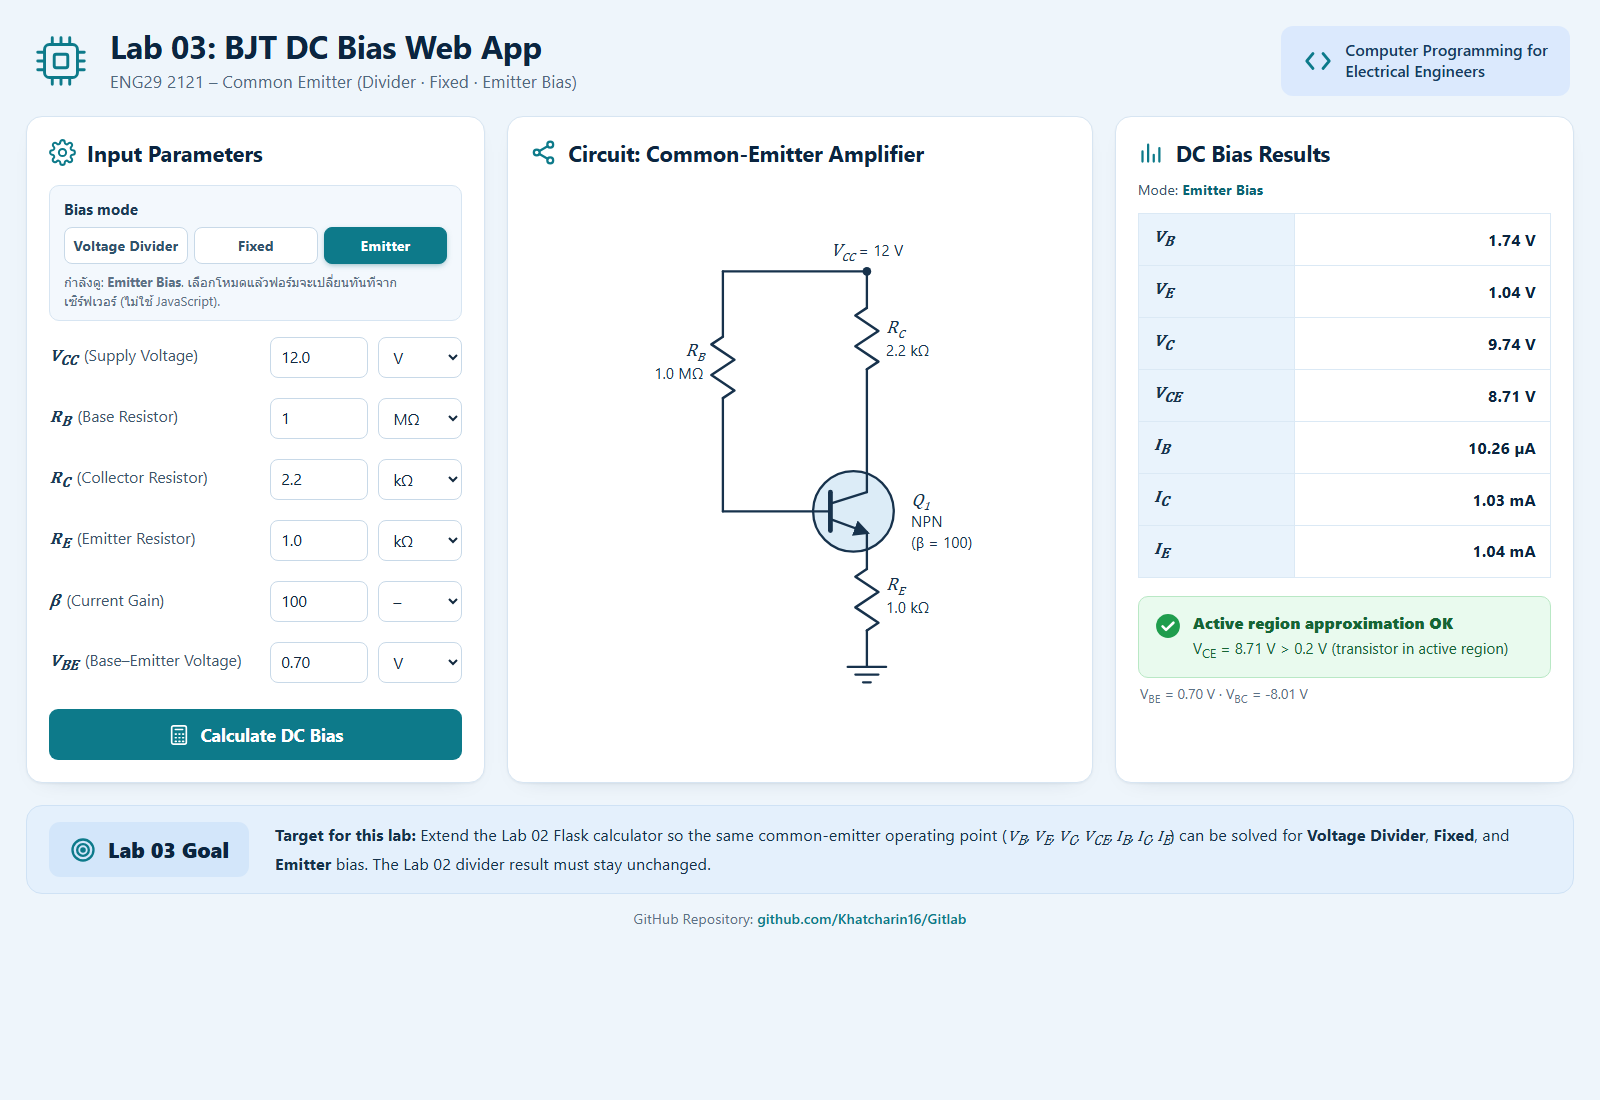 Lab 03: BJT DC Bias Web App
ENG29 2121 – Common Emitter (Divider · Fixed · Emitter Bias)
Computer Programming for
Electrical Engineers
Input Parameters
Bias mode
Voltage Divider
Fixed
Emitter
กำลังดู: Emitter Bias. เลือกโหมดแล้วฟอร์มจะเปลี่ยนทันทีจาก
เซิร์ฟเวอร์ (ไม่ใช้ JavaScript).
VCC (Supply Voltage) 12.0 V
RB (Base Resistor) 1 MΩ
RC (Collector Resistor) 2.2 kΩ
RE (Emitter Resistor) 1.0 kΩ
β (Current Gain) 100 –
VBE (Base–Emitter Voltage) 0.70 V
Calculate DC Bias
Circuit: Common-Emitter Amplifier
VCC = 12 V
RC
2.2 kΩ
RB
1.0 MΩ
Q1
NPN
(β = 100)
RE
1.0 kΩ
DC Bias Results
Mode: Emitter Bias
VB 1.74 V
VE 1.04 V
VC 9.74 V
VCE 8.71 V
IB 10.26 µA
IC 1.03 mA
IE 1.04 mA
Active region approximation OK
VCE = 8.71 V > 0.2 V (transistor in active region)
VBE = 0.70 V · VBC = -8.01 V
Lab 03 Goal
Target for this lab: Extend the Lab 02 Flask calculator so the same common-emitter operating point (VB, VE, VC, VCE, IB, IC, IE) can be solved for Voltage Divider, Fixed, and
Emitter bias. The Lab 02 divider result must stay unchanged.
GitHub Repository: github.com/Khatcharin16/Gitlab